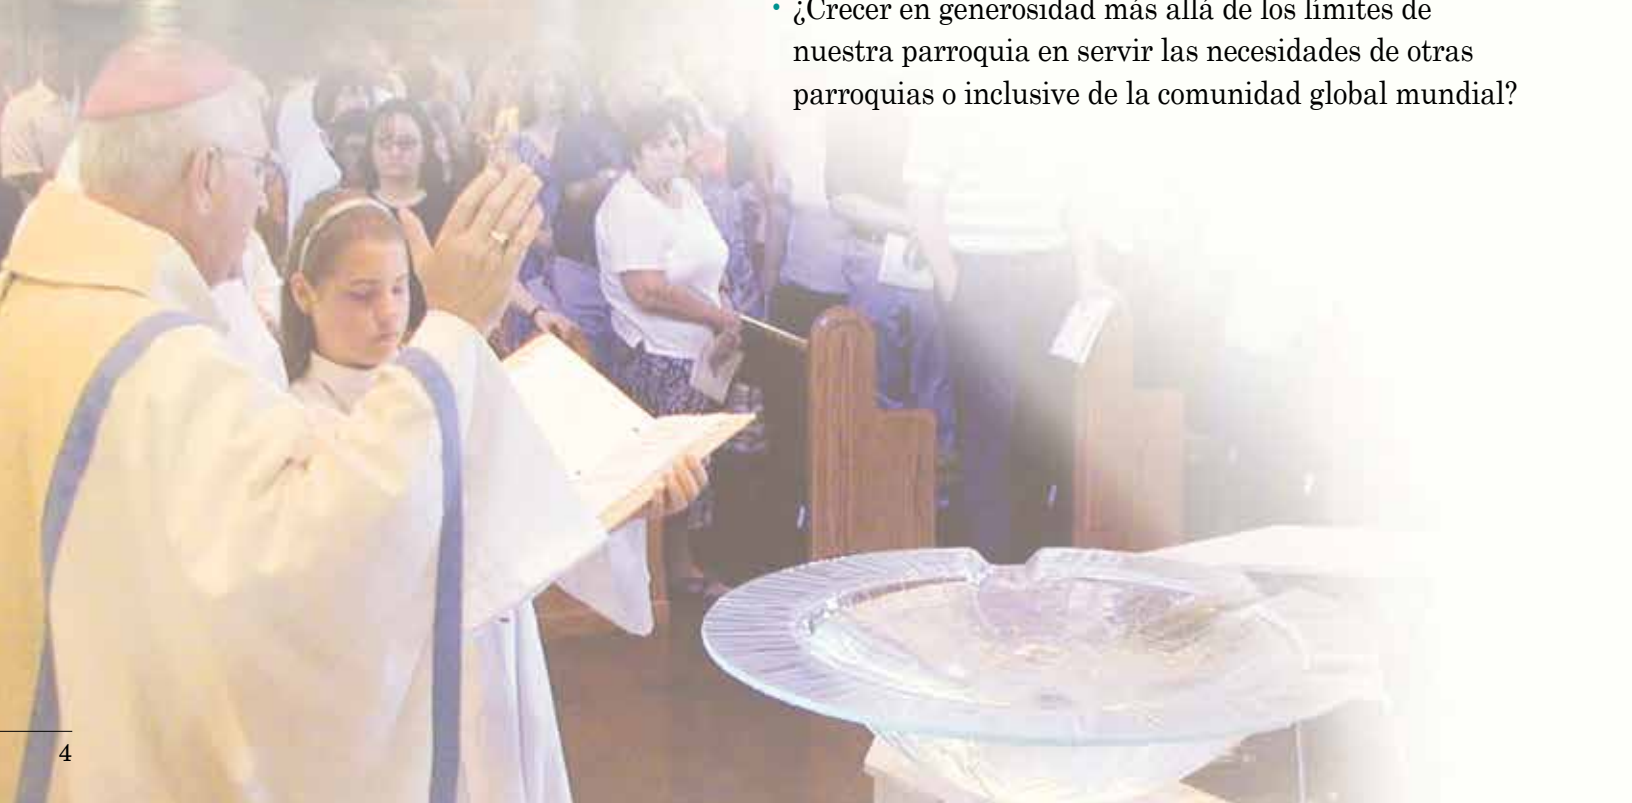 • ¿Crecer en generosidad más allá de los límites de
nuestra parroquia en servir las necesidades de otras
parroquias o inclusive de la comunidad global mundial?
4